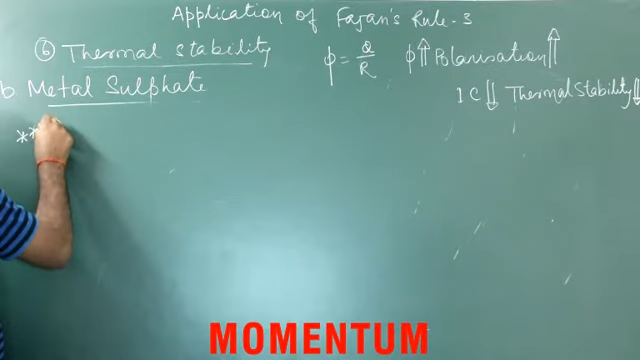 Application of Fajan's Rule-3
⑥ Thermal Stability
ϕ = Q/R
ϕ⇑ Polarisation⇑
b Metal Sulphate
I C⇓ Thermal Stability⇓
**
MOMENTUM